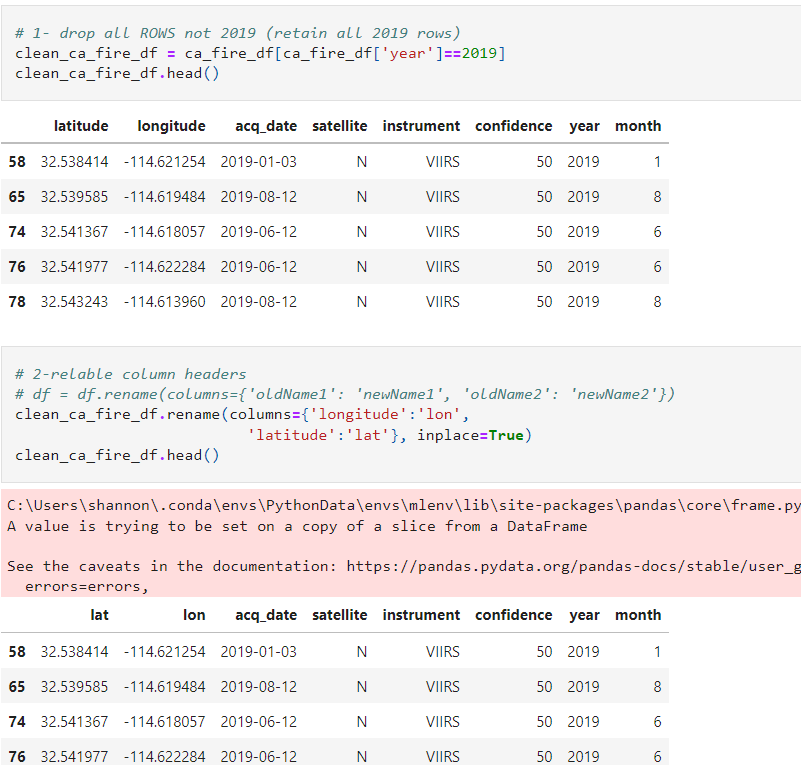 # 1- drop all ROWS not 2019 (retain all 2019 rows)
clean_ca_fire_df = ca_fire_df[ca_fire_df['year']==2019]
clean_ca_fire_df.head()
latitude longitude acq_date satellite instrument confidence year month
58 32.538414 -114.621254 2019-01-03 N VIIRS 50 2019 1
65 32.539585 -114.619484 2019-08-12 N VIIRS 50 2019 8
74 32.541367 -114.618057 2019-06-12 N VIIRS 50 2019 6
76 32.541977 -114.622284 2019-06-12 N VIIRS 50 2019 6
78 32.543243 -114.613960 2019-08-12 N VIIRS 50 2019 8
# 2-relable column headers
# df = df.rename(columns={'oldName1': 'newName1', 'oldName2': 'newName2'})
clean_ca_fire_df.rename(columns={'longitude':'lon',
'latitude':'lat'}, inplace=True)
clean_ca_fire_df.head()
C:\Users\shannon\.conda\envs\PythonData\envs\mlenv\lib\site-packages\pandas\core\frame.py
A value is trying to be set on a copy of a slice from a DataFrame
See the caveats in the documentation: https://pandas.pydata.org/pandas-docs/stable/user_g
errors=errors,
lat lon acq_date satellite instrument confidence year month
58 32.538414 -114.621254 2019-01-03 N VIIRS 50 2019 1
65 32.539585 -114.619484 2019-08-12 N VIIRS 50 2019 8
74 32.541367 -114.618057 2019-06-12 N VIIRS 50 2019 6
76 32.541977 -114.622284 2019-06-12 N VIIRS 50 2019 6